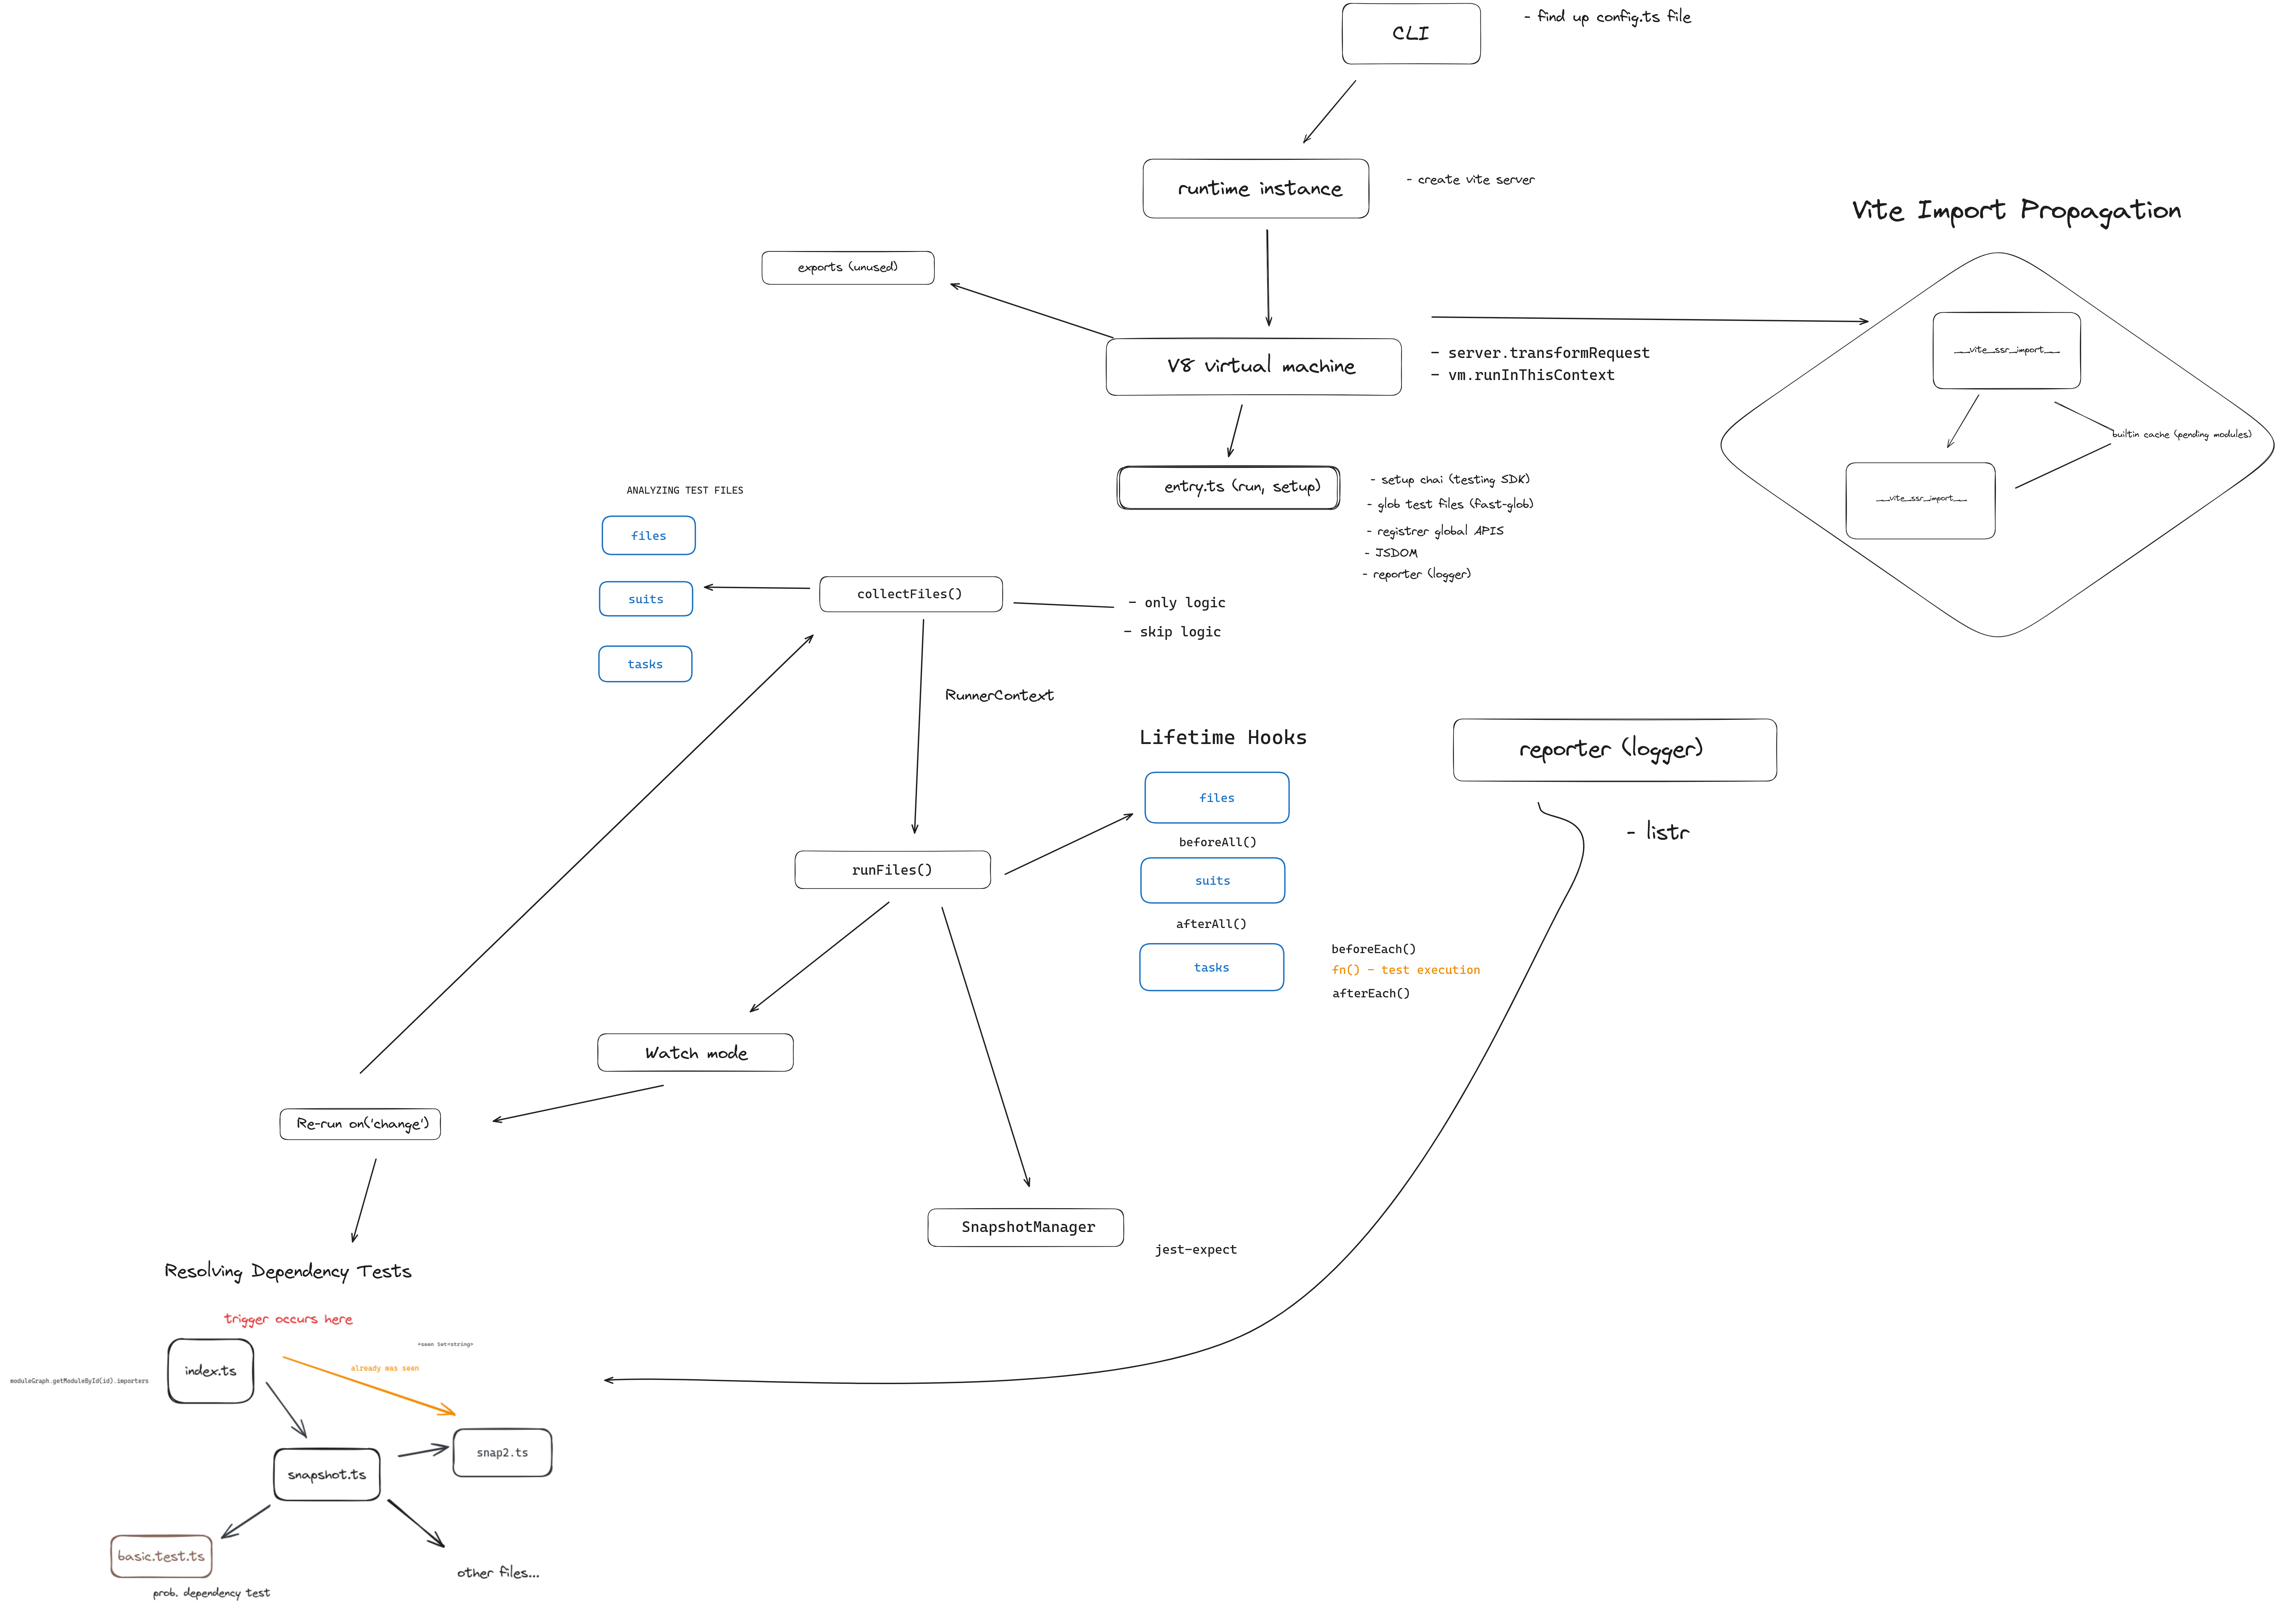 CLI
- find up config.ts file
runtime instance
- create vite server
Vite Import Propagation
exports (unused)
V8 virtual machine
- server.transformRequest
- vm.runInThisContext
__vite_ssr_import__
builtin cache (pending modules)
__vite_ssr_import__
entry.ts (run, setup)
- setup chai (testing SDK)
- glob test files (fast-glob)
- registrer global APIS
- JSDOM
- reporter (logger)
ANALYZING TEST FILES
files
suits
tasks
collectFiles()
- only logic
- skip logic
RunnerContext
Lifetime Hooks
files
beforeAll()
suits
afterAll()
tasks
beforeEach()
fn() - test execution
afterEach()
reporter (logger)
- listr
runFiles()
Watch mode
Re-run on('change')
SnapshotManager
jest-expect
Resolving Dependency Tests
trigger occurs here
*seen Set<string>
already was seen
index.ts
moduleGraph.getModuleById(id).importers
snap2.ts
snapshot.ts
basic.test.ts
other files...
prob. dependency test